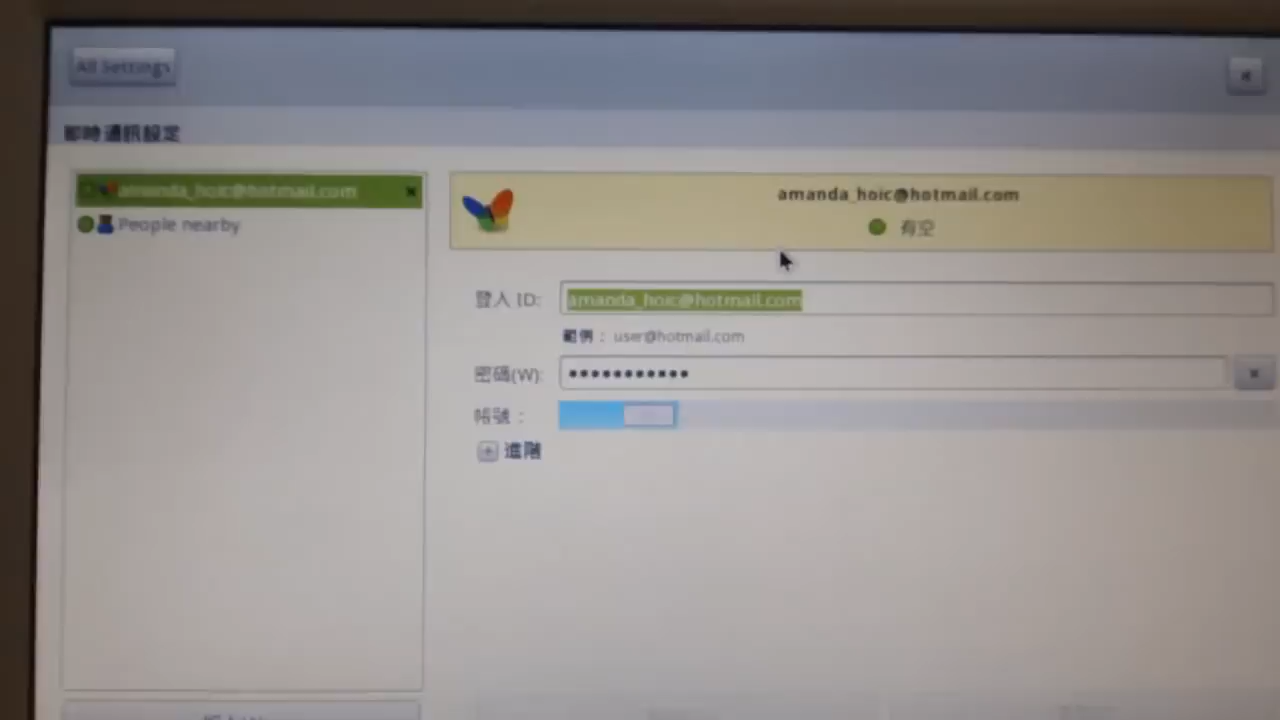 All Settings
即時通訊設定
amanda_hoic@hotmail.com
People nearby
amanda_hoic@hotmail.com
有空
登入 ID:
amanda_hoic@hotmail.com
範例： user@hotmail.com
密碼(W):
帳號：
進階